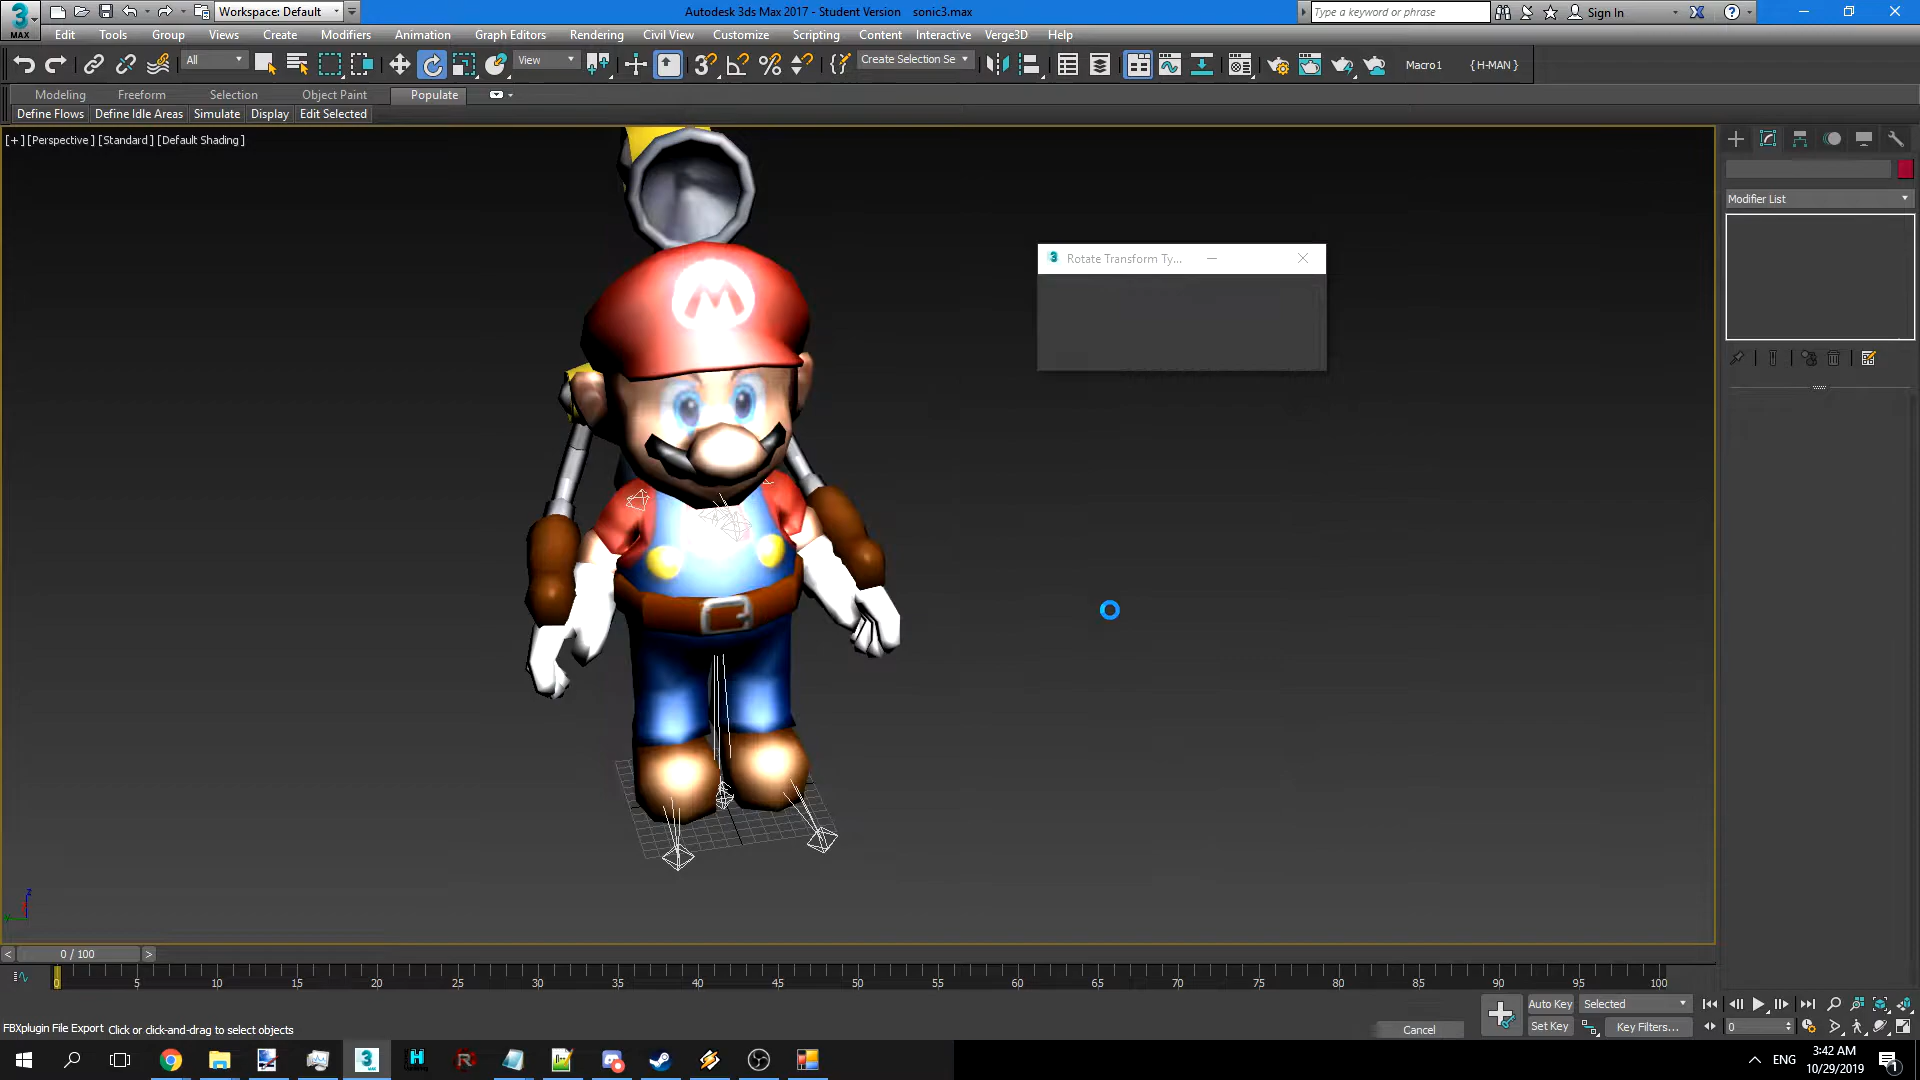 3
MAX
Workspace: Default
Autodesk 3ds Max 2017 - Student Version sonic3.max
Type a keyword or phrase
Sign In
Edit Tools Group Views Create Modifiers Animation Graph Editors Rendering Civil View Customize Scripting Content Interactive Verge3D Help
All
View
Create Selection Se
Macro1
{H-MAN }
Modeling Freeform Selection Object Paint Populate
Define Flows Define Idle Areas Simulate Display Edit Selected
[+] [Perspective ] [Standard ] [Default Shading ]
Modifier List
3 Rotate Transform Ty...
M
z
y
< 0 / 100 >
0 5 10 15 20 25 30 35 40 45 50 55 60 65 70 75 80 85 90 95 100
Auto Key
Selected
FBXplugin File Export
Click or click-and-drag to select objects
Cancel
Set Key
Key Filters...
0
ENG
3:42 AM
10/29/2019
1